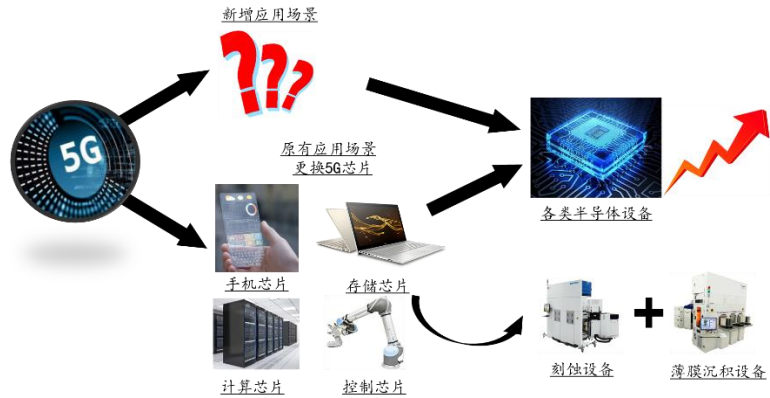 新增应用场景
???
5G
原有应用场景
更换5G芯片
各类半导体设备
手机芯片
存储芯片
计算芯片
控制芯片
刻蚀设备
薄膜沉积设备